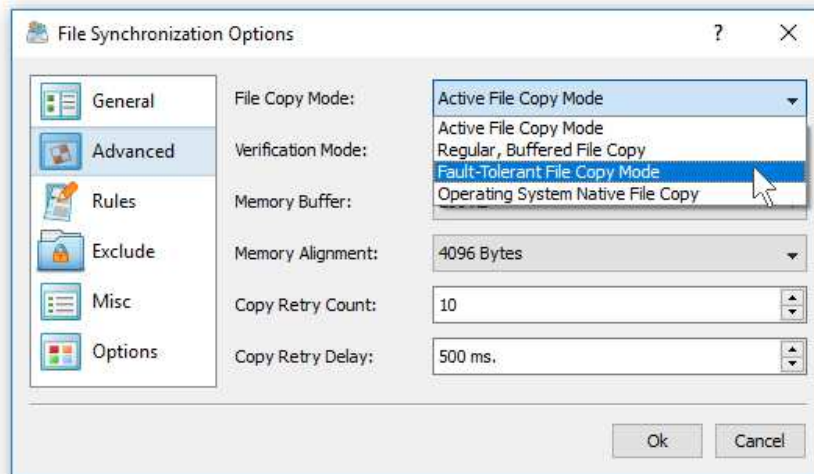 File Synchronization Options
?
General
Advanced
Rules
Exclude
Misc
Options
File Copy Mode:
Active File Copy Mode
Active File Copy Mode
Regular, Buffered File Copy
Fault-Tolerant File Copy Mode
Operating System Native File Copy
Verification Mode:
Memory Buffer:
Memory Alignment:
4096 Bytes
Copy Retry Count:
10
Copy Retry Delay:
500 ms.
Ok
Cancel